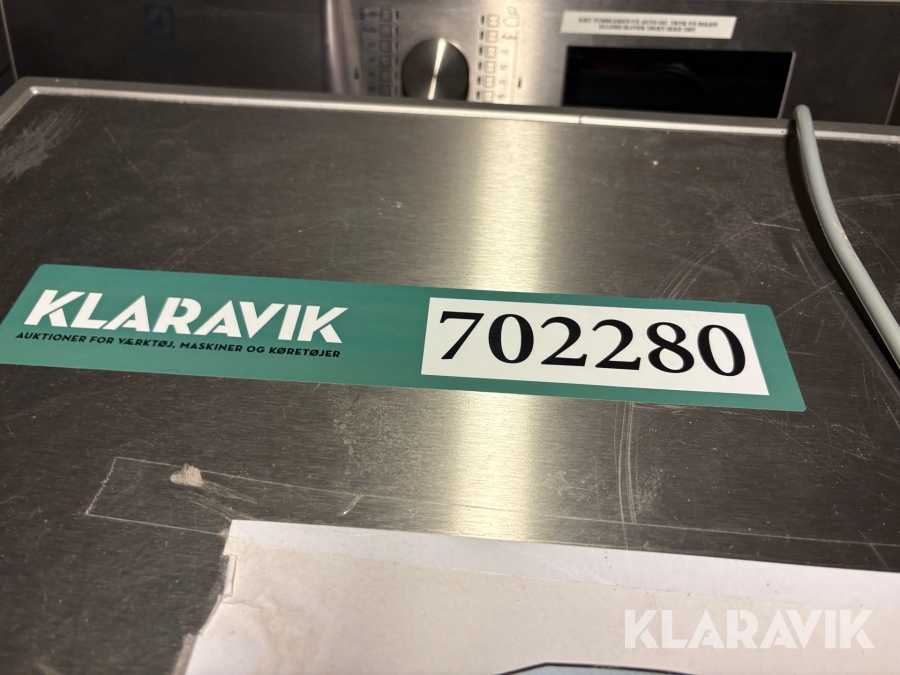 KLARAVIK
AUKTIONER FOR VÆRKTØJ, MASKINER OG KØRETØJER
702280
KLARAVIK